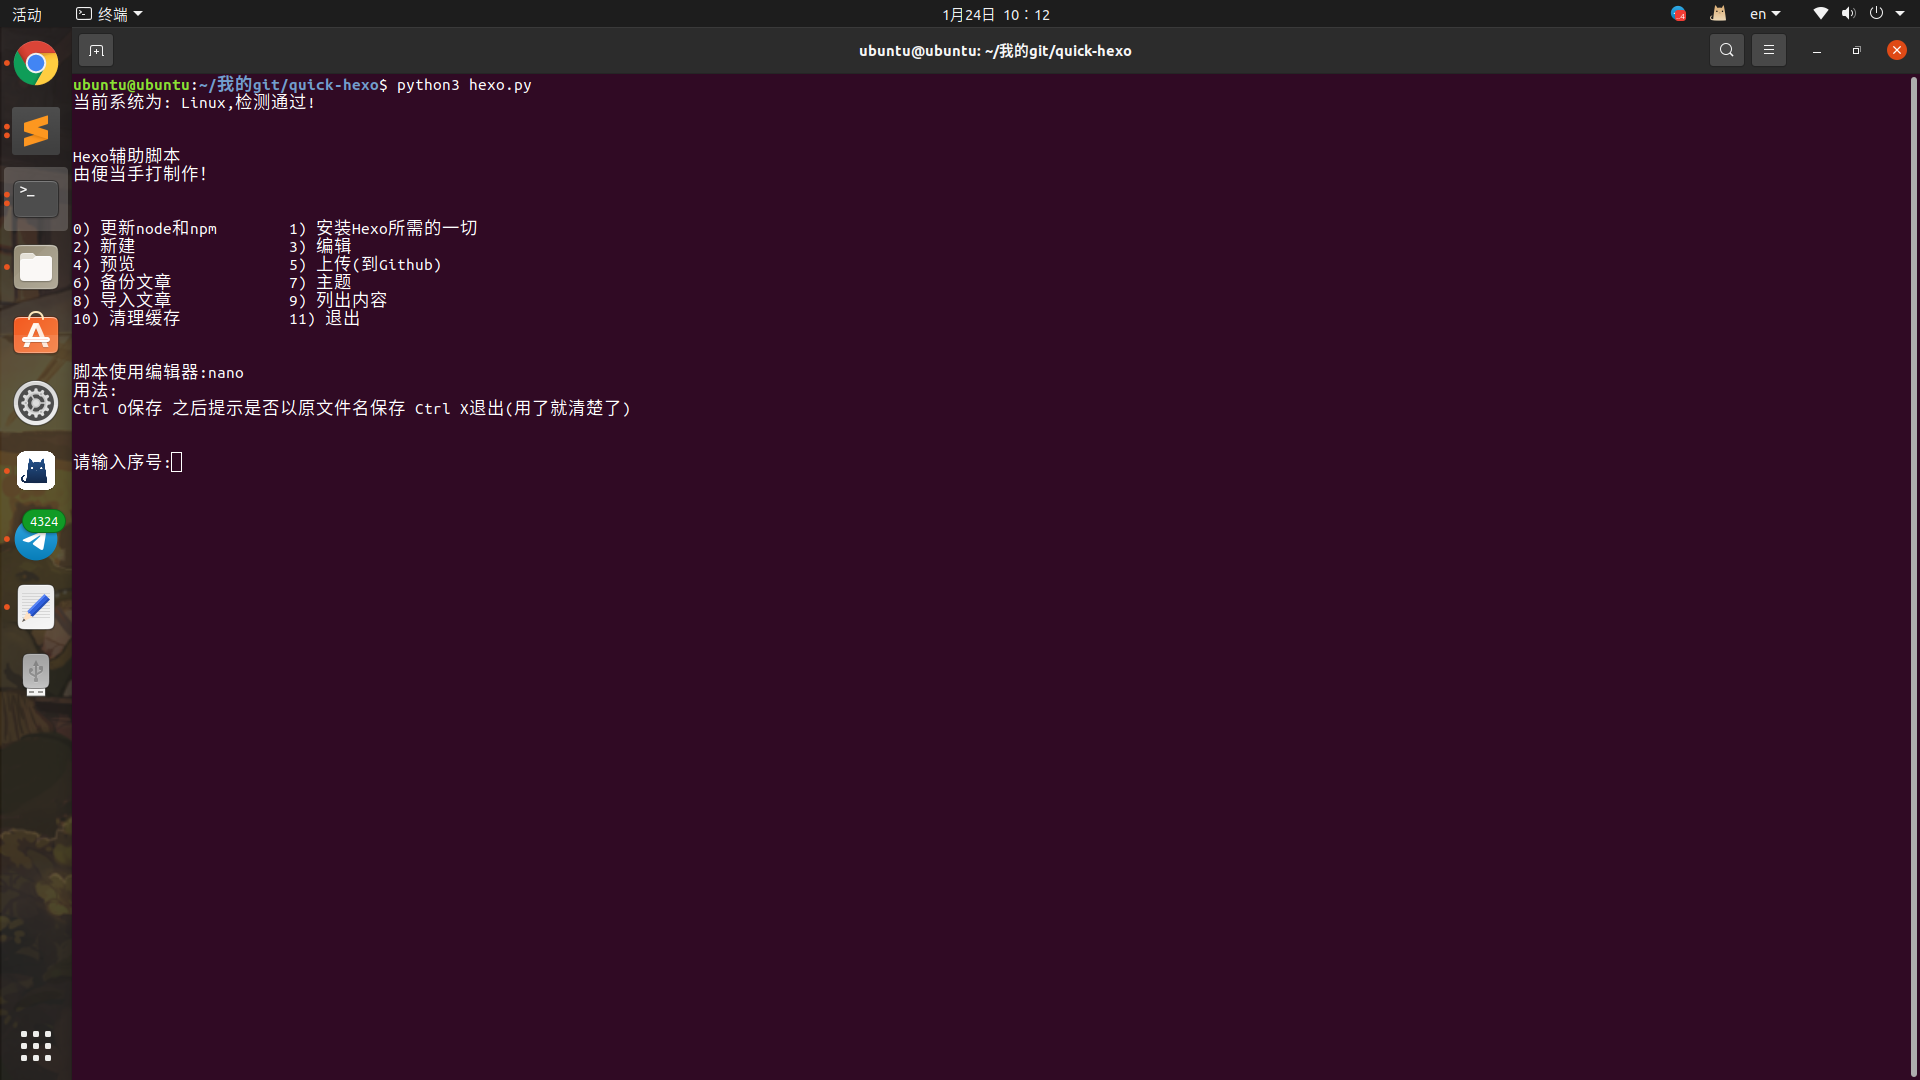 活动 终端 1月24日 10：12 en
ubuntu@ubuntu: ~/我的git/quick-hexo
ubuntu@ubuntu:~/我的git/quick-hexo$ python3 hexo.py
当前系统为: Linux,检测通过!
Hexo辅助脚本
由便当手打制作!
0) 更新node和npm 1) 安装Hexo所需的一切
2) 新建 3) 编辑
4) 预览 5) 上传(到Github)
6) 备份文章 7) 主题
8) 导入文章 9) 列出内容
10) 清理缓存 11) 退出
脚本使用编辑器:nano
用法:
Ctrl O保存 之后提示是否以原文件名保存 Ctrl X退出(用了就清楚了)
请输入序号:
4324